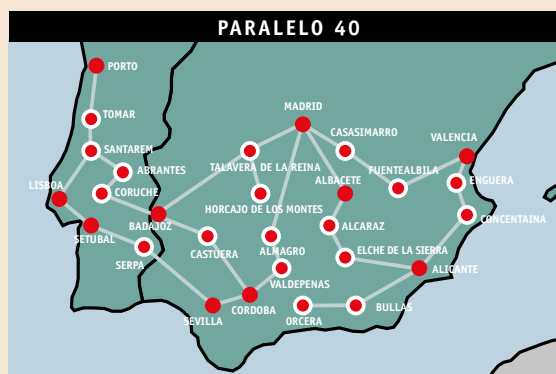 PARALELO 40
PORTO
TOMAR
SANTAREM
ABRANTES
LISBOA
CORUCHE
SETUBAL
BADAJOZ
SERPA
MADRID
CASASIMARRO
VALENCIA
TALAVERA DE LA REINA
ALBACETE
FUENTEALBILA
ENGUERA
HORCAJO DE LOS MONTES
CONCENTAINA
ALCARAZ
CASTUERA
ALMAGRO
ELCHE DE LA SIERRA
ALICANTE
VALDEPENAS
SEVILLA
CORDOBA
ORCERA
BULLAS